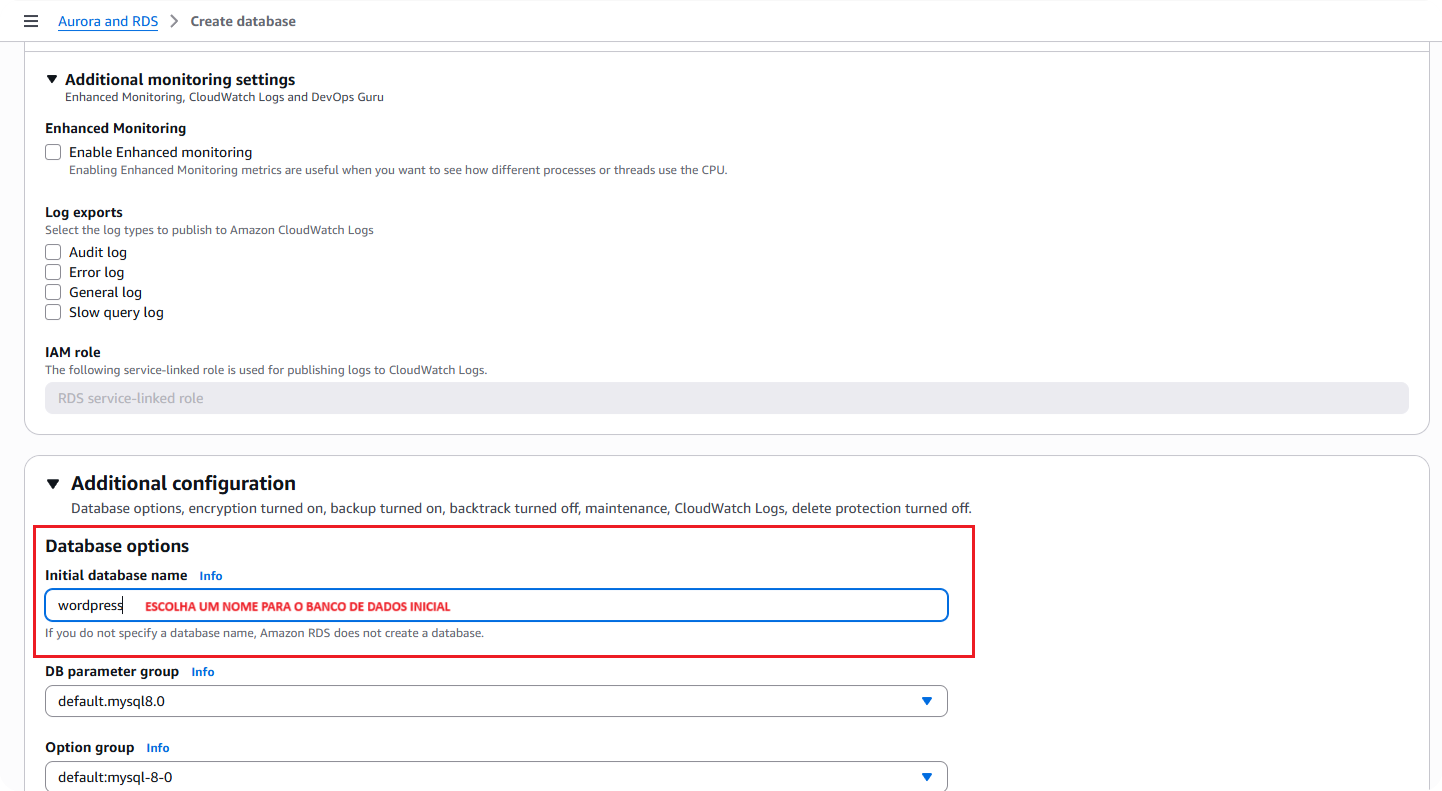 Aurora and RDS > Create database
Additional monitoring settings
Enhanced Monitoring, CloudWatch Logs and DevOps Guru
Enhanced Monitoring
Enable Enhanced monitoring
Enabling Enhanced Monitoring metrics are useful when you want to see how different processes or threads use the CPU.
Log exports
Select the log types to publish to Amazon CloudWatch Logs
Audit log
Error log
General log
Slow query log
IAM role
The following service-linked role is used for publishing logs to CloudWatch Logs.
RDS service-linked role
Additional configuration
Database options, encryption turned on, backup turned on, backtrack turned off, maintenance, CloudWatch Logs, delete protection turned off.
Database options
Initial database name Info
wordpress ESCOLHA UM NOME PARA O BANCO DE DADOS INICIAL
If you do not specify a database name, Amazon RDS does not create a database.
DB parameter group Info
default.mysql8.0
Option group Info
default:mysql-8-0